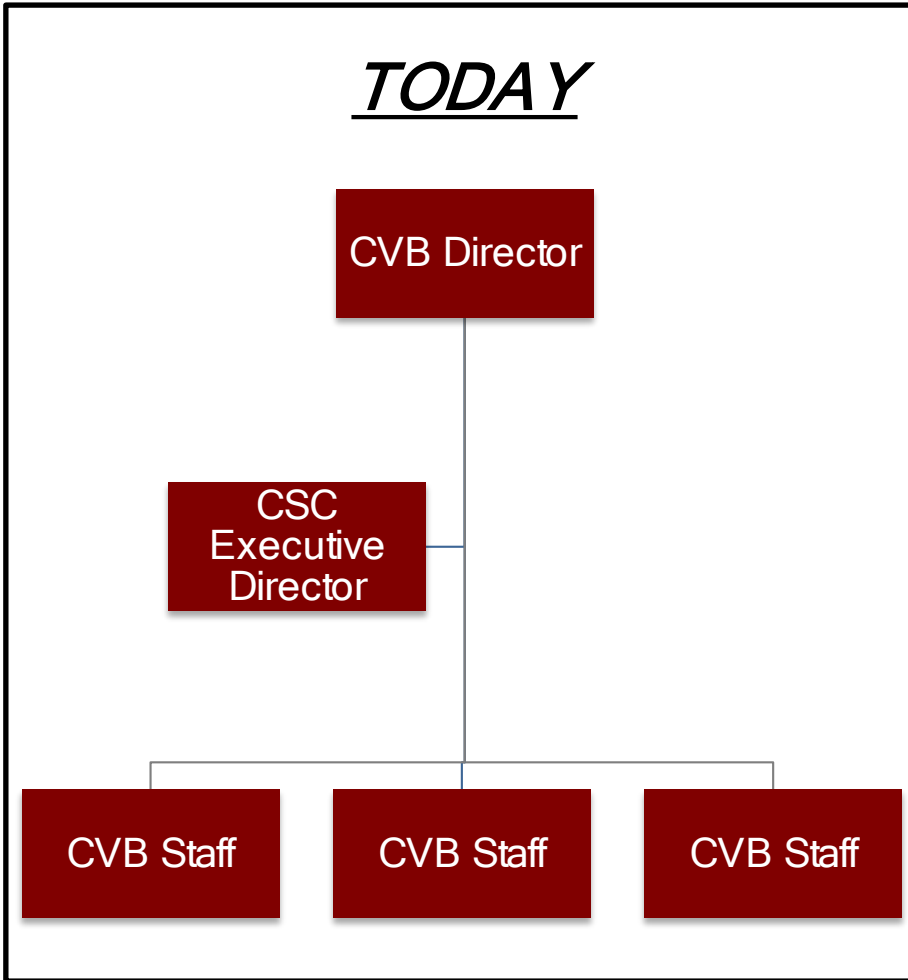 TODAY
CVB Director
CSC
Executive
Director
CVB Staff
CVB Staff
CVB Staff